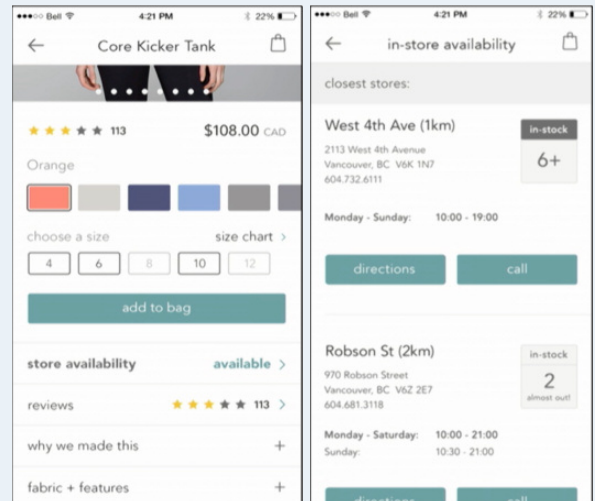 Bell 4:21 PM 22%
Core Kicker Tank
113 $108.00 CAD
Orange
choose a size size chart >
4 6 8 10 12
add to bag
store availability available >
reviews 113 >
why we made this +
fabric + features +
Bell 4:21 PM 22%
in-store availability
closest stores:
West 4th Ave (1km)
in-stock
6+
2113 West 4th Avenue
Vancouver, BC V6K 1N7
604.732.6111
Monday - Sunday: 10:00 - 19:00
directions call
Robson St (2km)
in-stock
2
almost out!
970 Robson Street
Vancouver, BC V6Z 2E7
604.681.3118
Monday - Saturday: 10:00 - 21:00
Sunday: 10:30 - 21:00
directions call